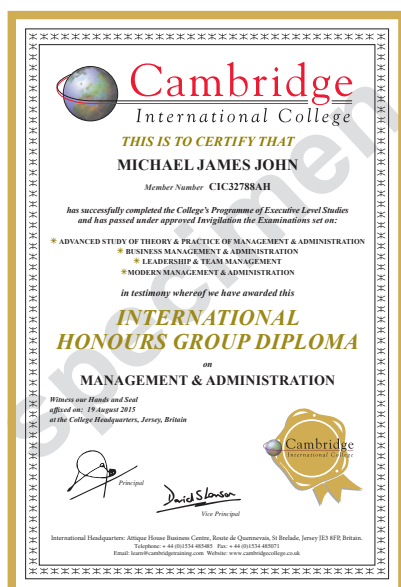 Cambridge
International College
THIS IS TO CERTIFY THAT
MICHAEL JAMES JOHN
Member Number CIC32788AH
has successfully completed the College's Programme of Executive Level Studies
and has passed under approved Invigilation the Examinations set on:
✳ ADVANCED STUDY OF THEORY & PRACTICE OF MANAGEMENT & ADMINISTRATION
✳ BUSINESS MANAGEMENT & ADMINISTRATION
✳ LEADERSHIP & TEAM MANAGEMENT
✳ MODERN MANAGEMENT & ADMINISTRATION
in testimony whereof we have awarded this
INTERNATIONAL
HONOURS GROUP DIPLOMA
on
MANAGEMENT & ADMINISTRATION
Witness our Hands and Seal
affixed on: 19 August 2015
at the College Headquarters, Jersey, Britain
Cambridge
International College
Principal
David S Lawson
Vice Principal
International Headquarters: Attique House Business Centre, Route de Quennevais, St Brelade, Jersey JE3 8FP, Britain.
Telephone: + 44 (0)1534 485485 Fax: + 44 (0)1534 485071
Email: learn@cambridgetraining.com Website: www.cambridgecollege.co.uk
specimen